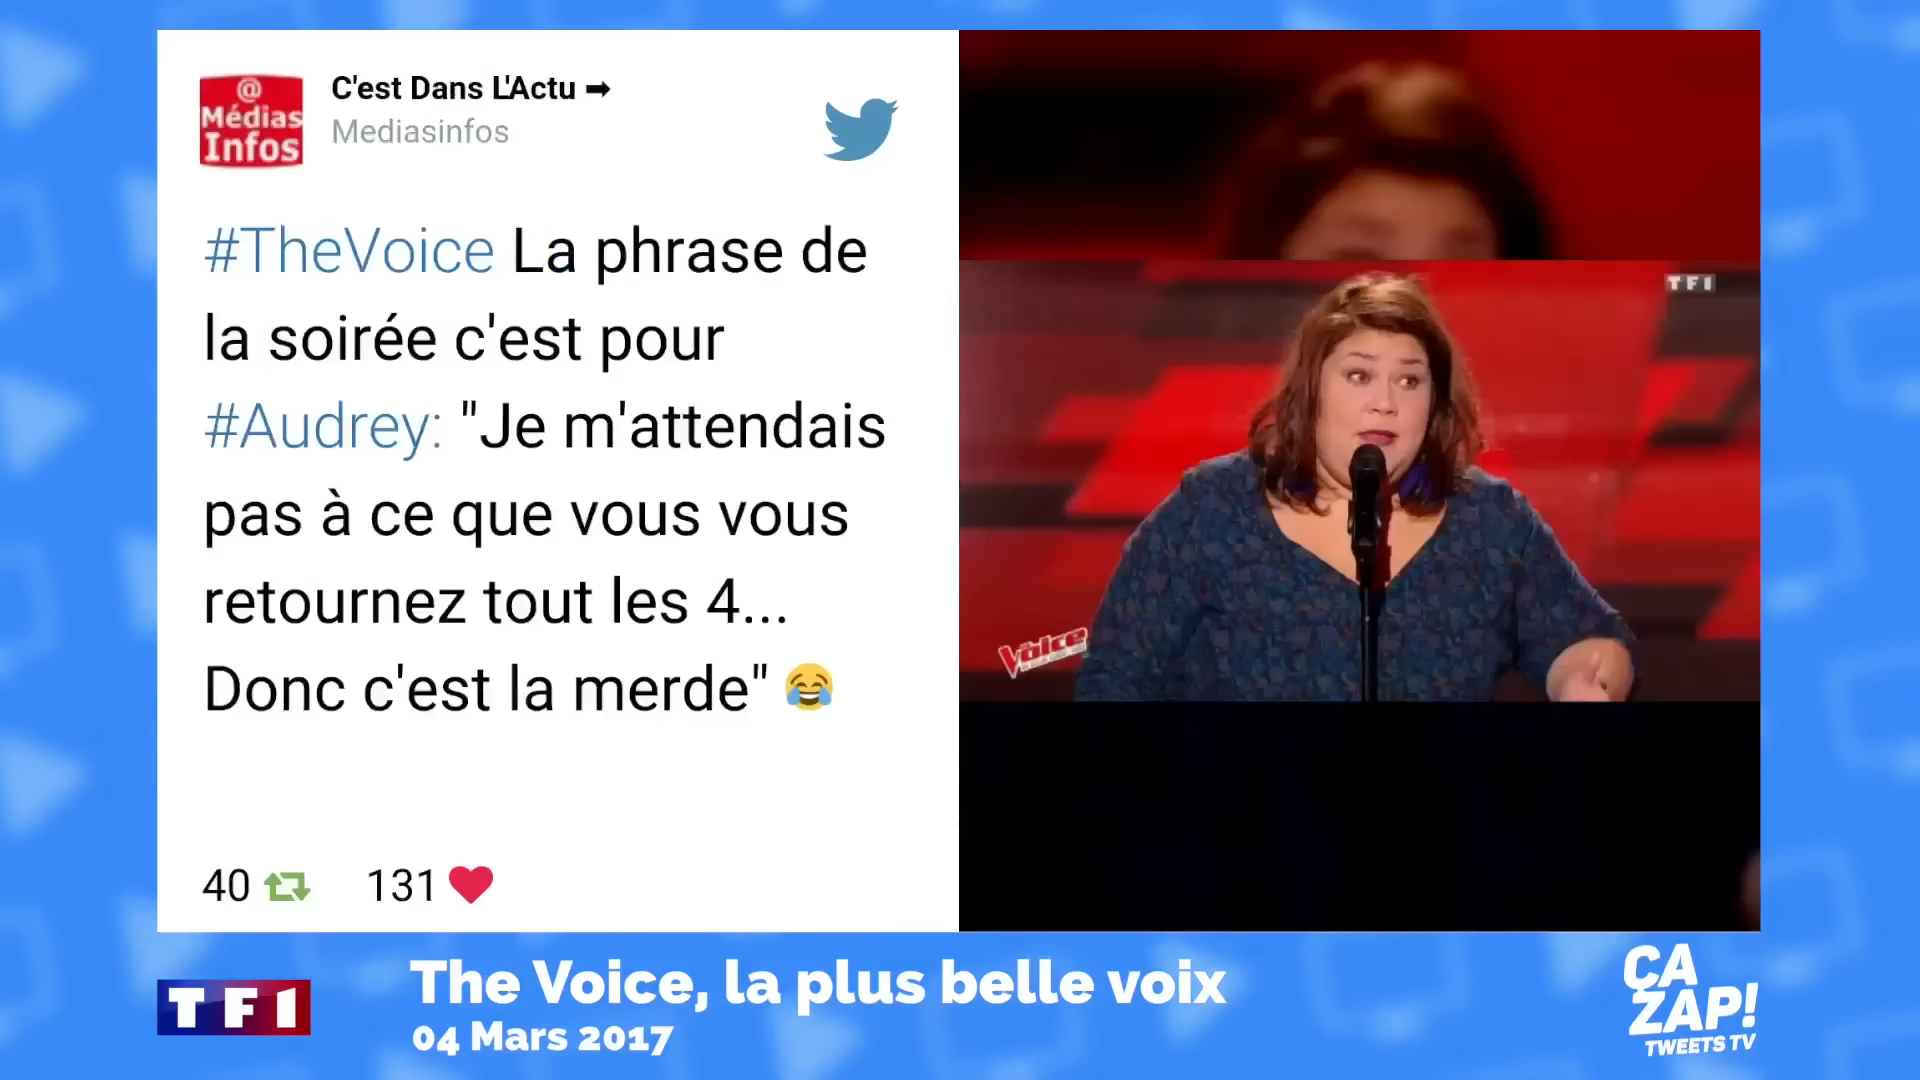 @
Médias
Infos
C'est Dans L'Actu ➡
Mediasinfos
#TheVoice La phrase de
la soirée c'est pour
#Audrey: "Je m'attendais
pas à ce que vous vous
retournez tout les 4...
Donc c'est la merde" 😂
40
131
TF1
The Voice
TF1
The Voice, la plus belle voix
04 Mars 2017
ÇA
ZAP!
TWEETS TV